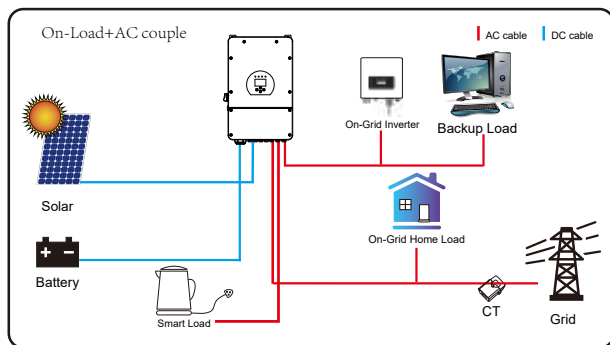 On-Load+AC couple
AC cable
DC cable
On-Grid Inverter
Backup Load
Solar
On-Grid Home Load
Battery
Smart Load
CT
Grid